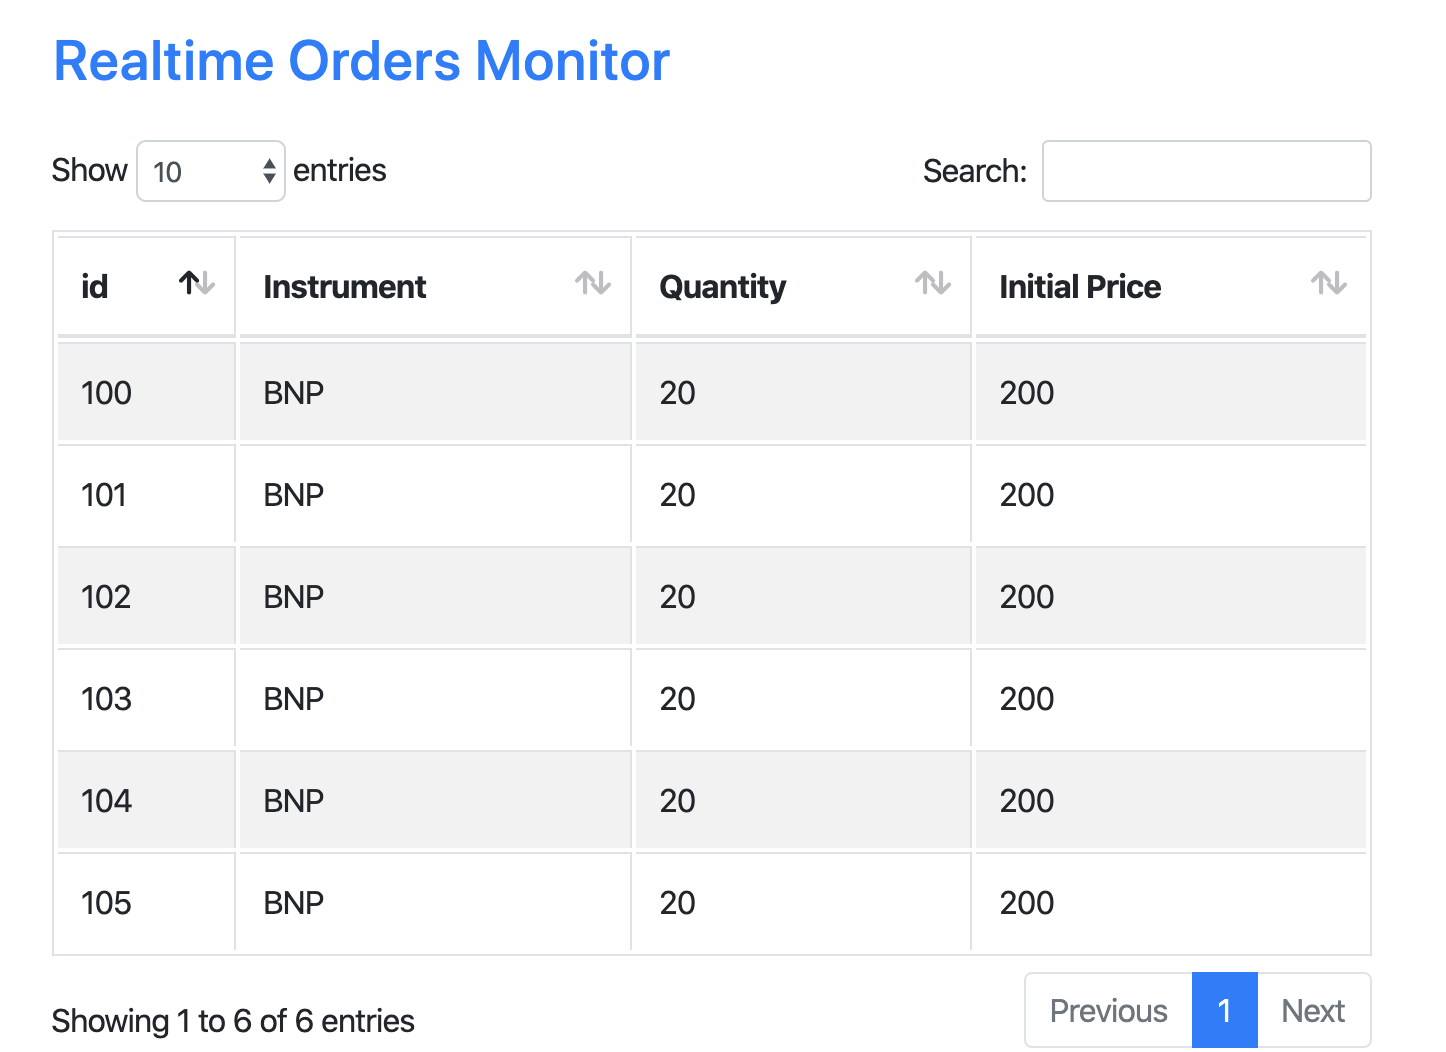 Realtime Orders Monitor
Show 10 entries Search:
id Instrument Quantity Initial Price
100 BNP 20 200
101 BNP 20 200
102 BNP 20 200
103 BNP 20 200
104 BNP 20 200
105 BNP 20 200
Showing 1 to 6 of 6 entries Previous 1 Next